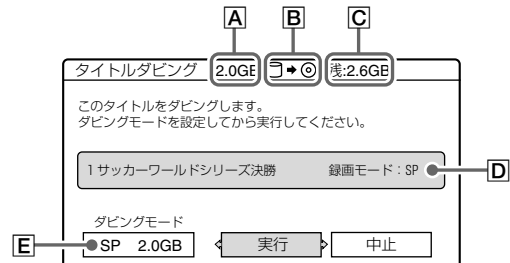 A B C
タイトルダビング 2.0GB 残:2.6GB
このタイトルをダビングします。
ダビングモードを設定してから実行してください。
1 サッカーワールドシリーズ決勝 録画モード：SP D
ダビングモード
E SP 2.0GB 実行 中止